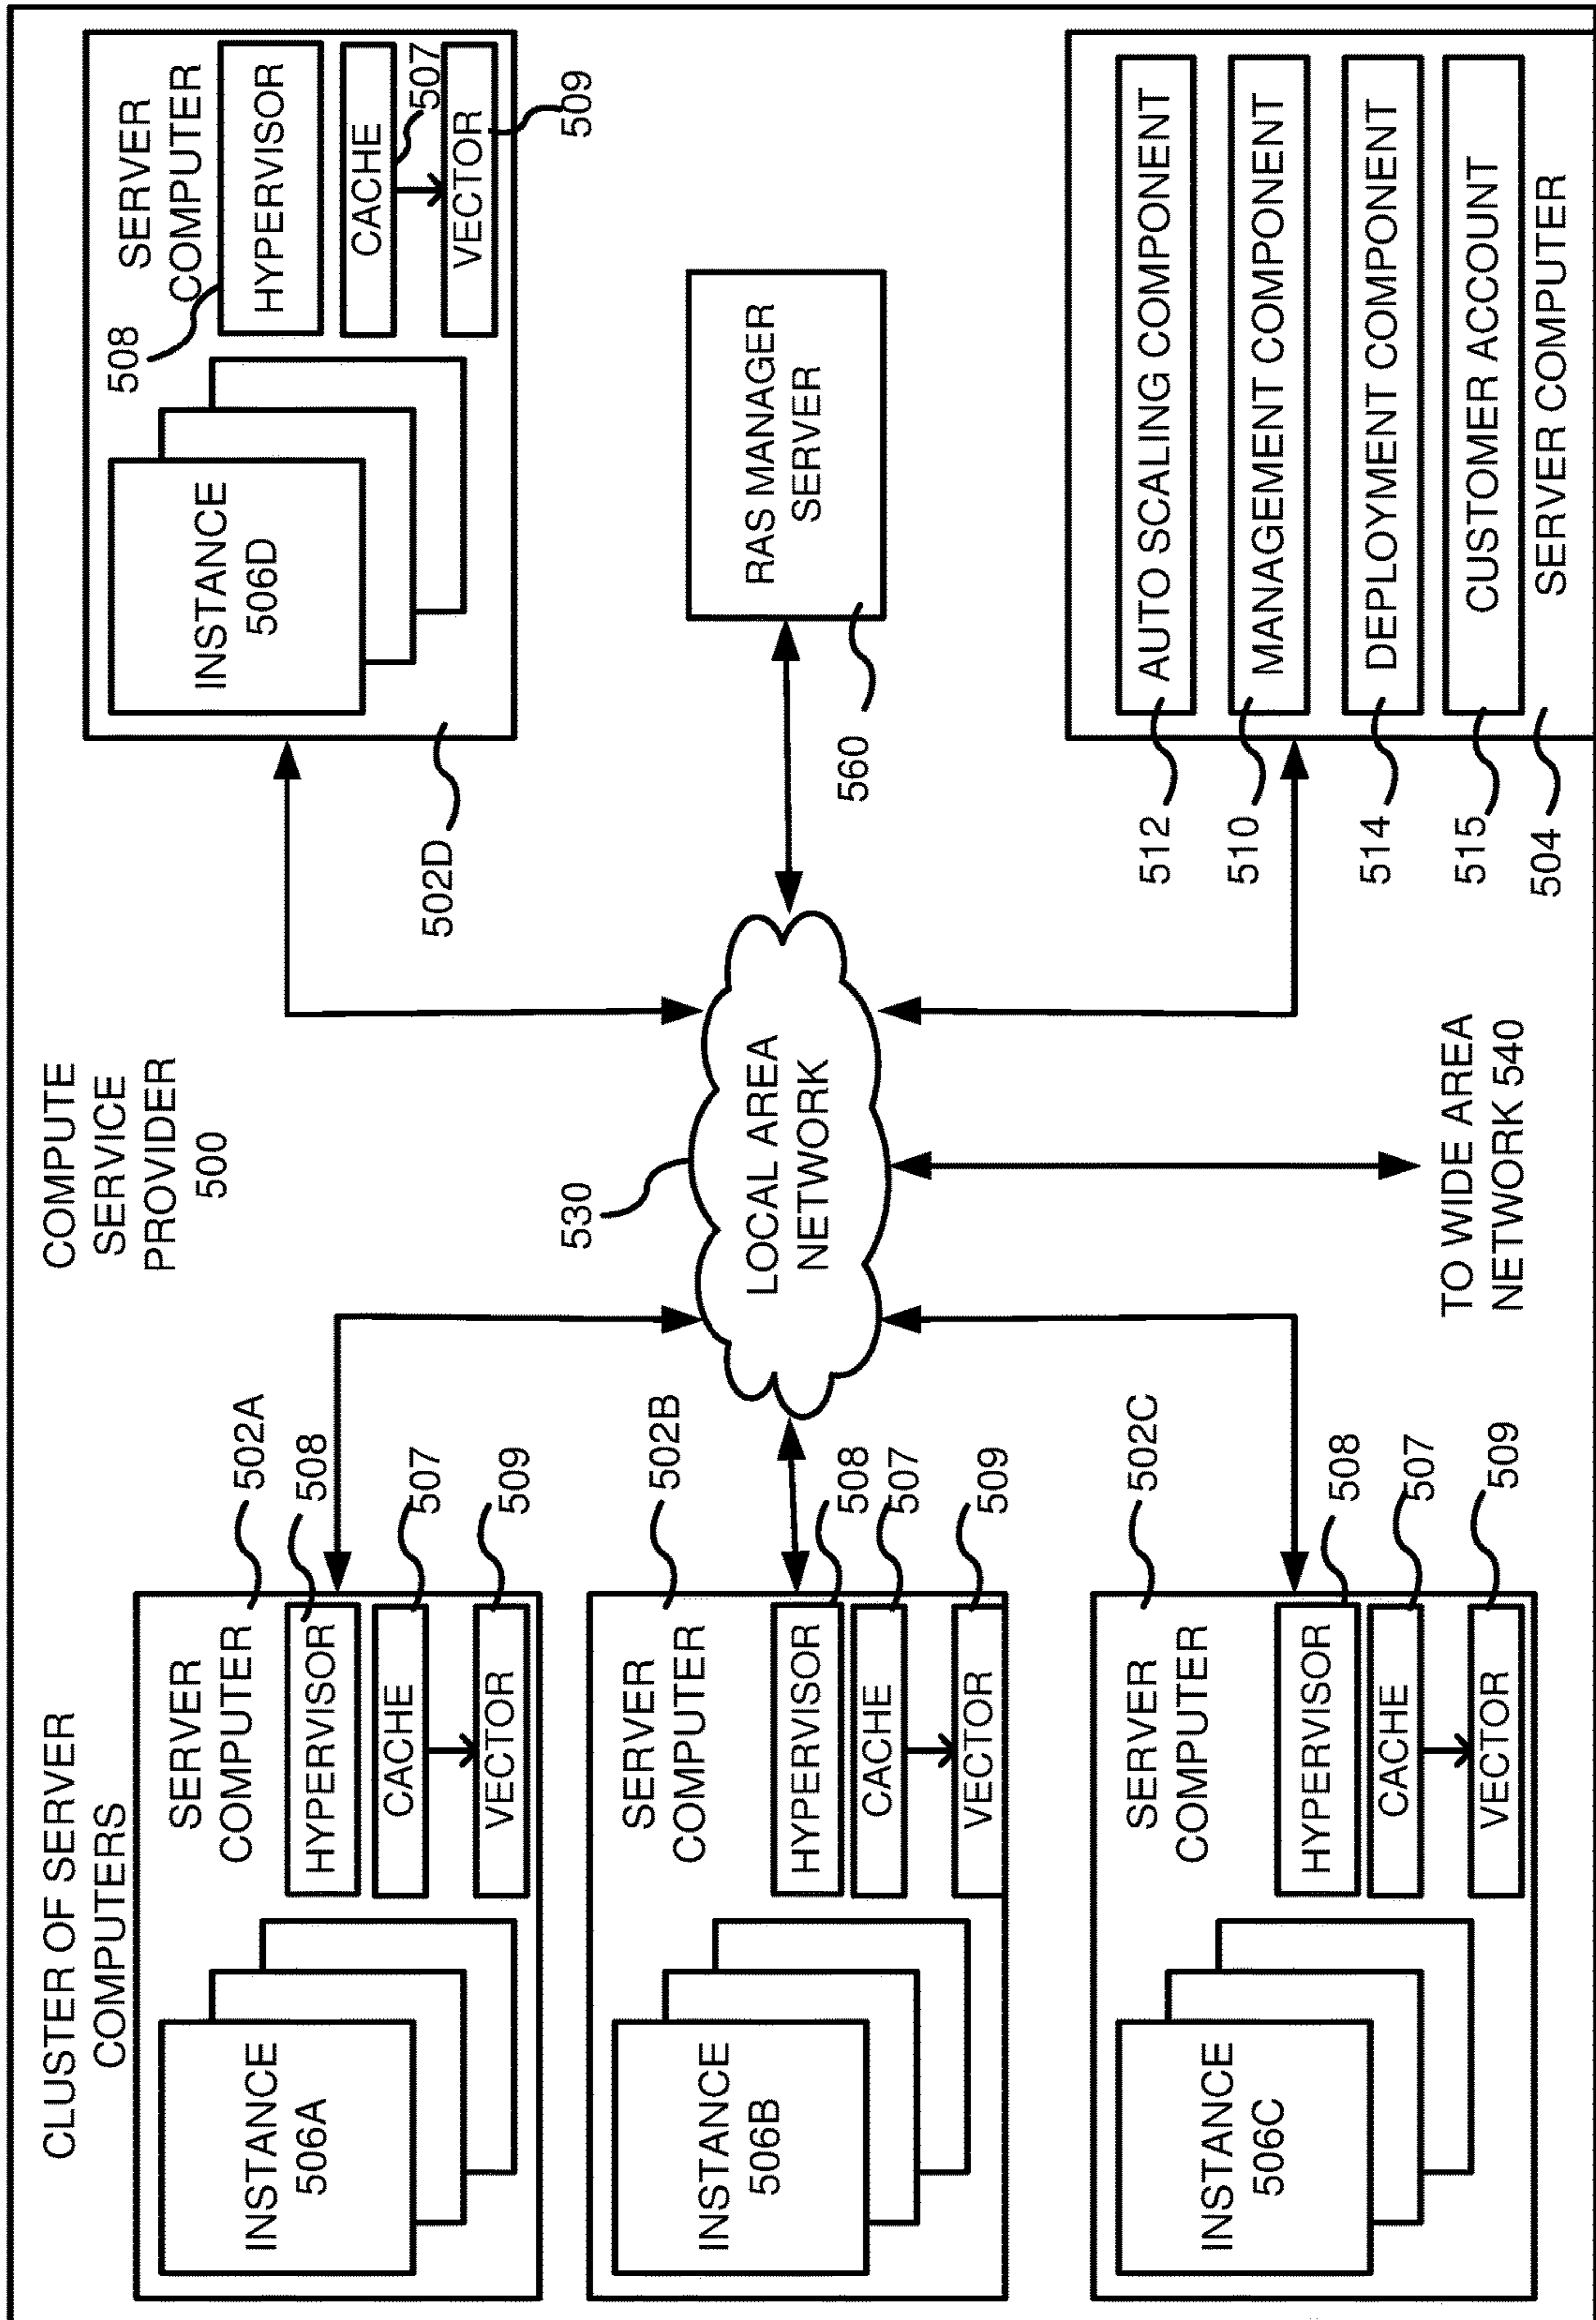 CLUSTER OF SERVER
COMPUTERS
SERVER
COMPUTER
502A
INSTANCE
506A
HYPERVISOR
508
CACHE
507
VECTOR
509
SERVER
COMPUTER
502B
INSTANCE
506B
HYPERVISOR
508
CACHE
507
VECTOR
509
SERVER
COMPUTER
502C
INSTANCE
506C
HYPERVISOR
508
CACHE
507
VECTOR
509
COMPUTE
SERVICE
PROVIDER
500
530
LOCAL AREA
NETWORK
TO WIDE AREA
NETWORK 540
SERVER
COMPUTER
508
INSTANCE
506D
HYPERVISOR
CACHE
507
VECTOR
509
502D
RAS MANAGER
SERVER
560
512
AUTO SCALING COMPONENT
510
MANAGEMENT COMPONENT
514
DEPLOYMENT COMPONENT
515
CUSTOMER ACCOUNT
504
SERVER COMPUTER